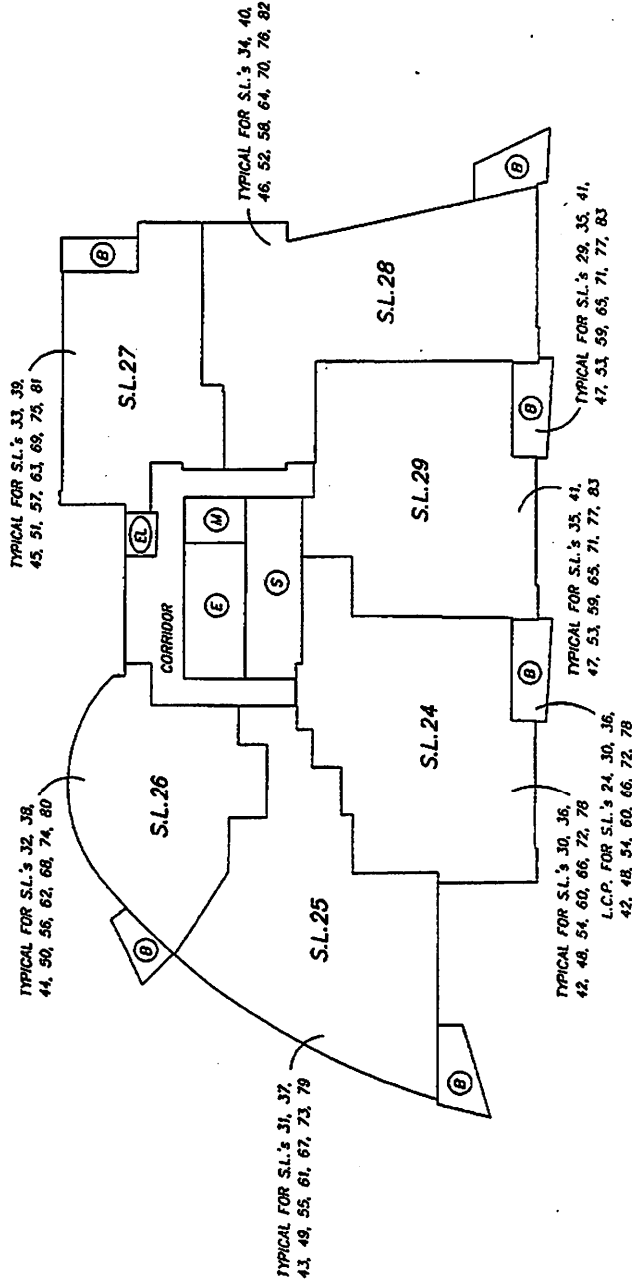 TYPICAL FOR S.L.'s 33, 39,
45, 51, 57, 63, 69, 75, 81
TYPICAL FOR S.L.'s 32, 38,
44, 50, 56, 62, 68, 74, 80
B
S.L.27
EL
B
S.L.26
CORRIDOR
E
M
S
TYPICAL FOR S.L.'s 34, 40,
46, 52, 58, 64, 70, 76, 82
TYPICAL FOR S.L.'s 31, 37,
43, 49, 55, 61, 67, 73, 79
S.L.25
S.L.24
S.L.29
S.L.28
B
B
B
B
TYPICAL FOR S.L.'s 30, 36,
42, 48, 54, 60, 66, 72, 78
L.C.P. FOR S.L.'s 24, 30, 36,
42, 48, 54, 60, 66, 72, 78
TYPICAL FOR S.L.'s 35, 41,
47, 53, 59, 65, 71, 77, 83
TYPICAL FOR S.L.'s 29, 35, 41,
47, 53, 59, 65, 71, 77, 83